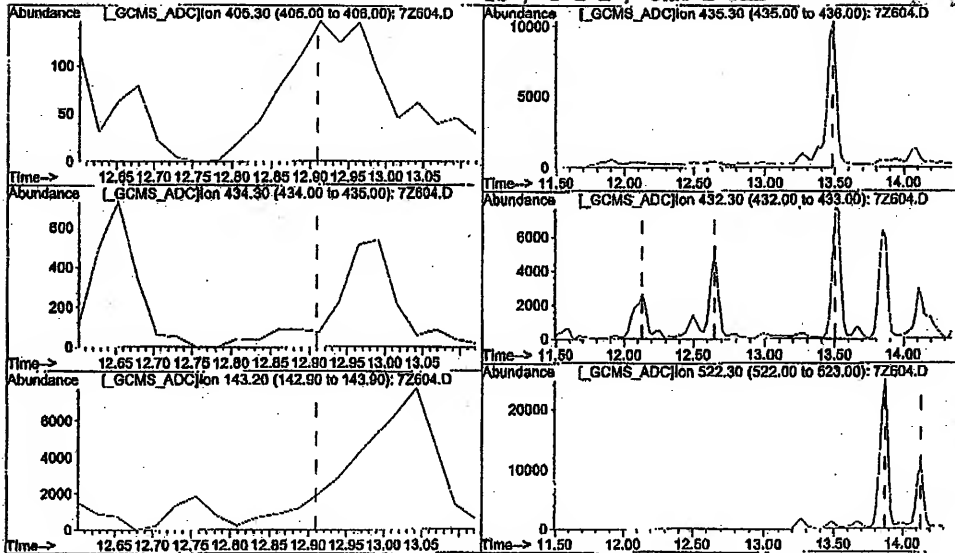 Abundance [_GCMS_ADC]Ion 405.30 (405.00 to 406.00): 7Z604.D
100
50
0
Time--> 12.65 12.70 12.75 12.80 12.85 12.90 12.95 13.00 13.05
Abundance [_GCMS_ADC]Ion 434.30 (434.00 to 435.00): 7Z604.D
800
600
400
200
0
Time--> 12.65 12.70 12.75 12.80 12.85 12.90 12.95 13.00 13.05
Abundance [_GCMS_ADC]Ion 143.20 (142.90 to 143.90): 7Z604.D
6000
4000
2000
0
Time--> 12.65 12.70 12.75 12.80 12.85 12.90 12.95 13.00 13.05
Abundance [_GCMS_ADC]Ion 435.30 (435.00 to 436.00): 7Z604.D
10000
5000
0
Time--> 11.50 12.00 12.50 13.00 13.50 14.00
Abundance [_GCMS_ADC]Ion 432.30 (432.00 to 433.00): 7Z604.D
6000
4000
2000
0
Time--> 11.50 12.00 12.50 13.00 13.50 14.00
Abundance [_GCMS_ADC]Ion 522.30 (522.00 to 523.00): 7Z604.D
20000
10000
0
Time--> 11.50 12.00 12.50 13.00 13.50 14.00